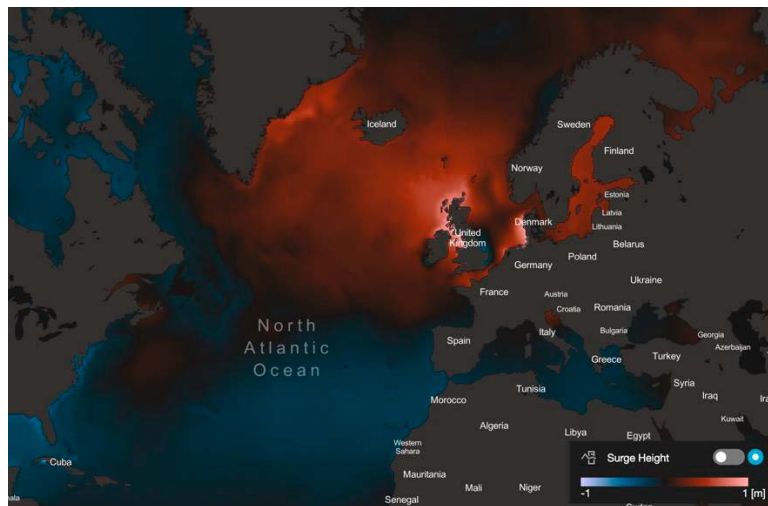 Iceland
Sweden
Finland
Norway
Estonia
Latvia
Denmark
Lithuania
United
Kingdom
Belarus
Poland
Germany
Ukraine
France
Austria
Croatia
Romania
North
Atlantic
Ocean
Bulgaria
Georgia
Spain
Italy
Azerbaijan
Greece
Turkey
Syria
Tunisia
Iraq
Morocco
Kuwait
Algeria
Libya
Egypt
Western
Sahara
Cuba
Surge Height
Mauritania
Mali
Niger
-1
1 [m]
Senegal